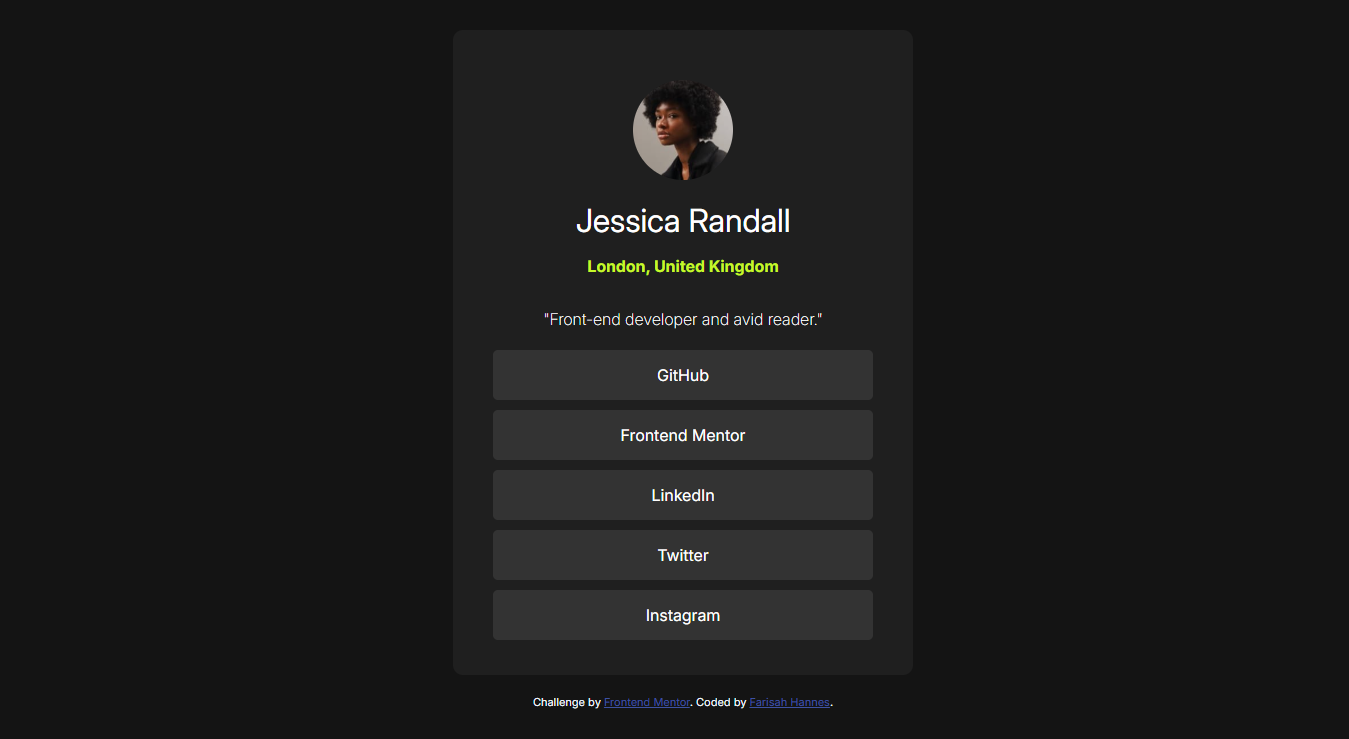 Jessica Randall
London, United Kingdom
"Front-end developer and avid reader."
GitHub
Frontend Mentor
LinkedIn
Twitter
Instagram
Challenge by Frontend Mentor. Coded by Farisah Hannes.